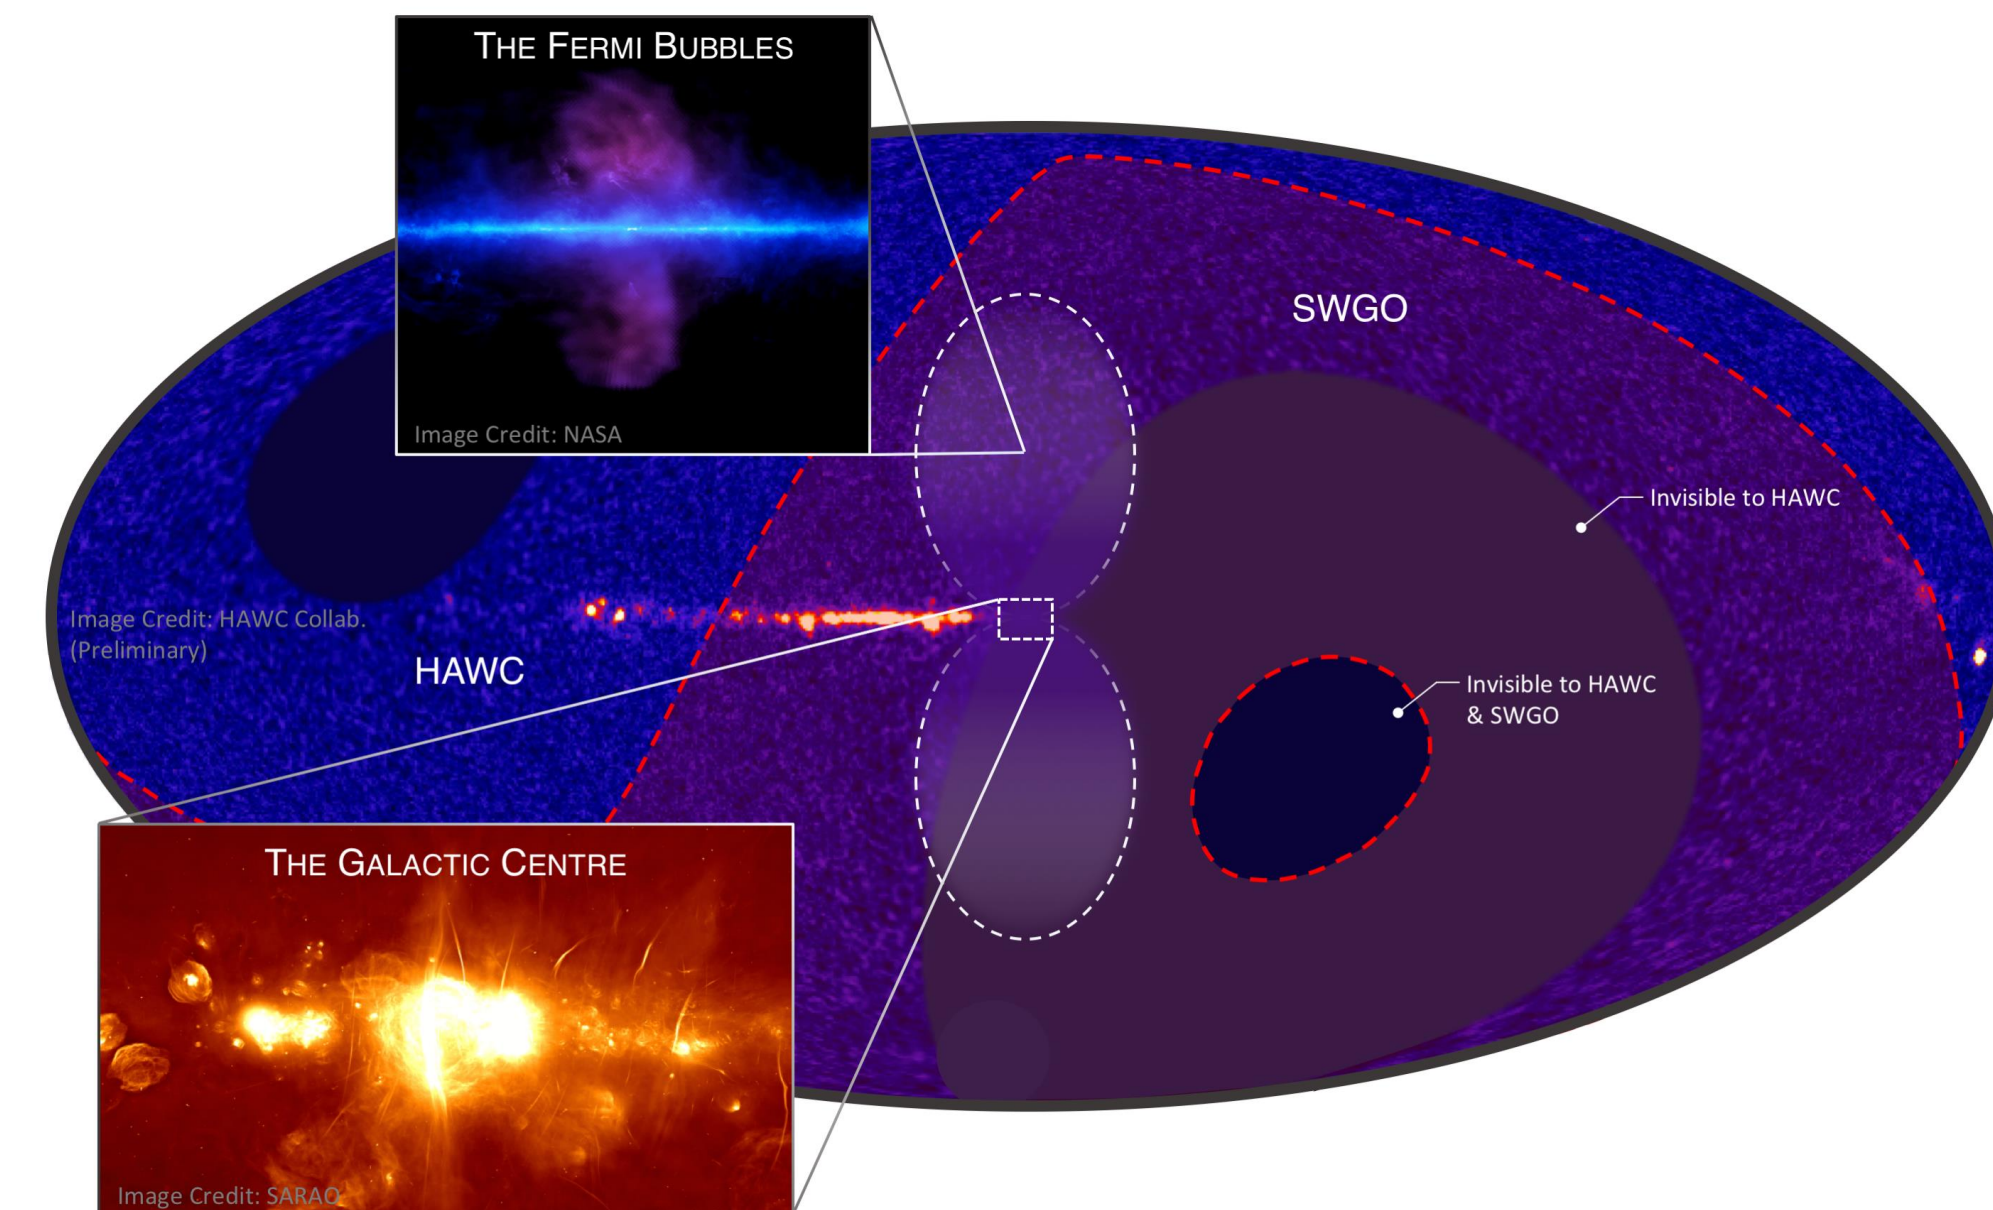 THE FERMI BUBBLES
Image Credit: NASA
SWGO
Invisible to HAWC
Image Credit: HAWC Collab.
(Preliminary)
HAWC
Invisible to HAWC
& SWGO
THE GALACTIC CENTRE
Image Credit: SARAO